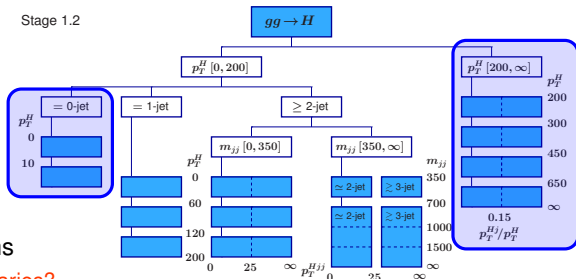 Stage 1.2
gg → H
p_T^H [0, 200]
p_T^H [200, ∞]
= 0-jet
= 1-jet
≥ 2-jet
p_T^H
0
10
m_jj [0, 350]
m_jj [350, ∞]
p_T^H
0
60
120
200
0
25
∞
p_T^Hjj
0
25
∞
≃ 2-jet
≳ 3-jet
≃ 2-jet
≳ 3-jet
m_jj
350
700
1000
1500
∞
p_T^H
200
300
450
650
∞
0.15
p_T^Hj/p_T^H